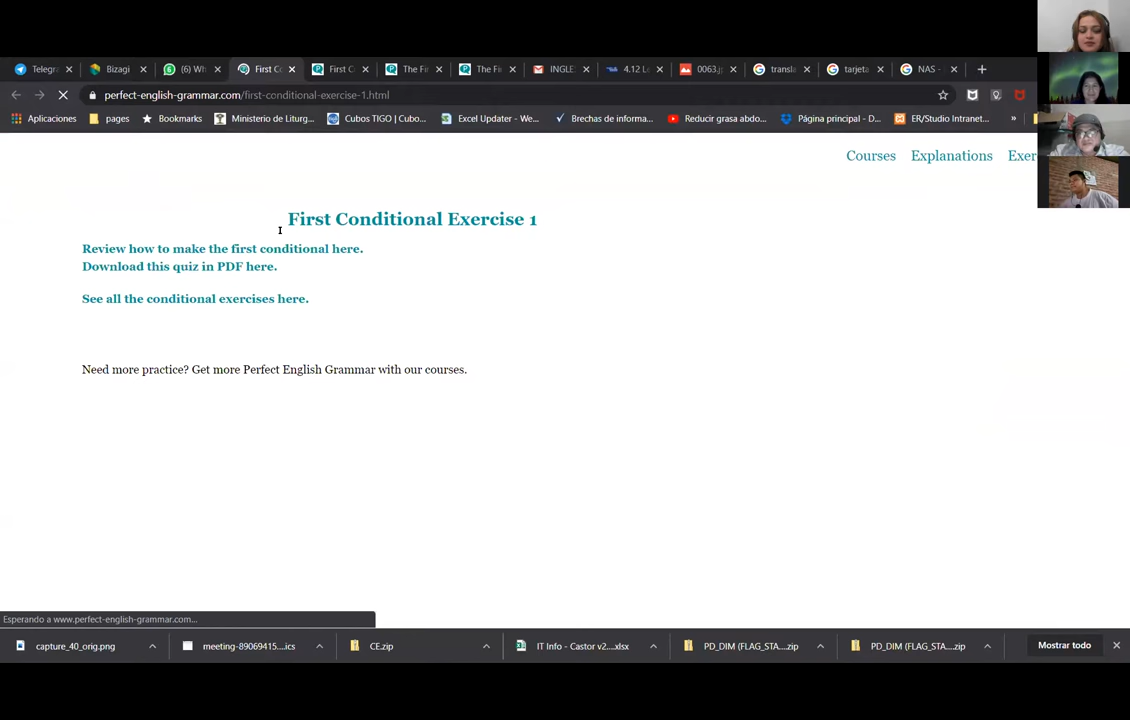 Telegr
Bizagi
(6) Wh
First C
First C
The Fi
The Fi
INGLE
4.12 Le
0063.j
transla
tarjeta
NAS -
perfect-english-grammar.com/first-conditional-exercise-1.html
Aplicaciones
pages
Bookmarks
Ministerio de Liturg...
Cubos TIGO | Cubo...
Excel Updater - We...
Brechas de informa...
Reducir grasa abdo...
Página principal - D...
ER/Studio Intranet...
»
Courses Explanations Exer
First Conditional Exercise 1
Review how to make the first conditional here.
Download this quiz in PDF here.
See all the conditional exercises here.
Need more practice? Get more Perfect English Grammar with our courses.
Esperando a www.perfect-english-grammar.com...
capture_40_orig.png
meeting-89069415....ics
CE.zip
IT Info - Castor v2....xlsx
PD_DIM (FLAG_STA....zip
PD_DIM (FLAG_STA....zip
Mostrar todo